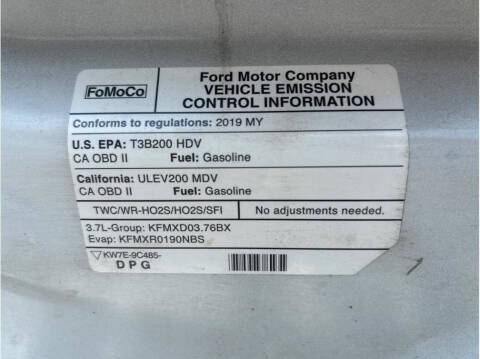 FoMoCo
Ford Motor Company
VEHICLE EMISSION
CONTROL INFORMATION
Conforms to regulations: 2019 MY
U.S. EPA: T3B200 HDV
CA OBD II Fuel: Gasoline
California: ULEV200 MDV
CA OBD II Fuel: Gasoline
TWC/WR-HO2S/HO2S/SFI No adjustments needed.
3.7L-Group: KFMXD03.76BX
Evap: KFMXR0190NBS
KW7E-9C485-
DPG